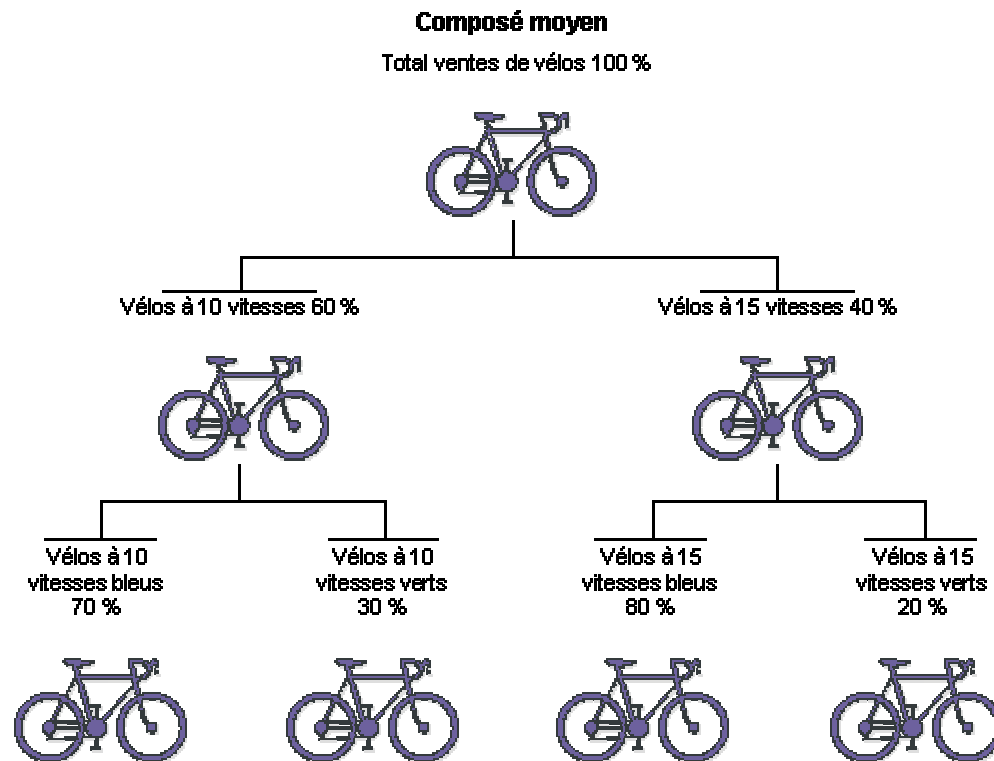 Composé moyen
Total ventes de vélos 100 %
Vélos à 10 vitesses 60 %
Vélos à 15 vitesses 40 %
Vélos à 10
vitesses bleus
70 %
Vélos à 10
vitesses verts
30 %
Vélos à 15
vitesses bleus
80 %
Vélos à 15
vitesses verts
20 %